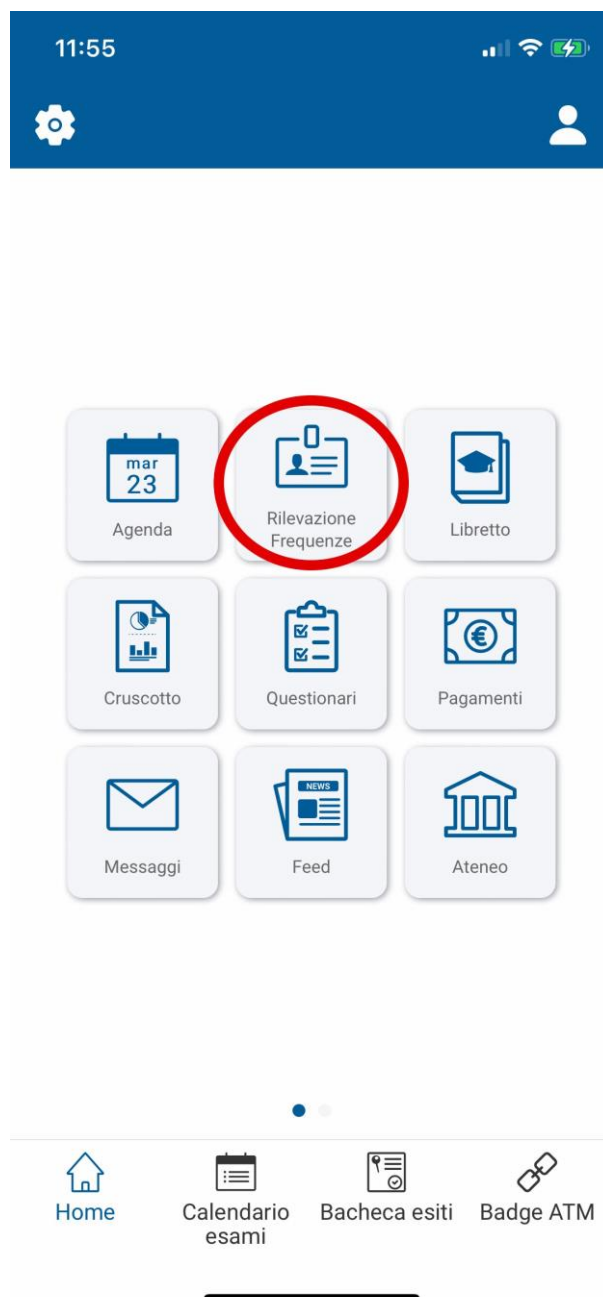 11:55
mar
23
Agenda
Rilevazione
Frequenze
Libretto
Cruscotto
Questionari
€
Pagamenti
Messaggi
NEWS
Feed
Ateneo
Home
Calendario
esami
Bacheca esiti
Badge ATM